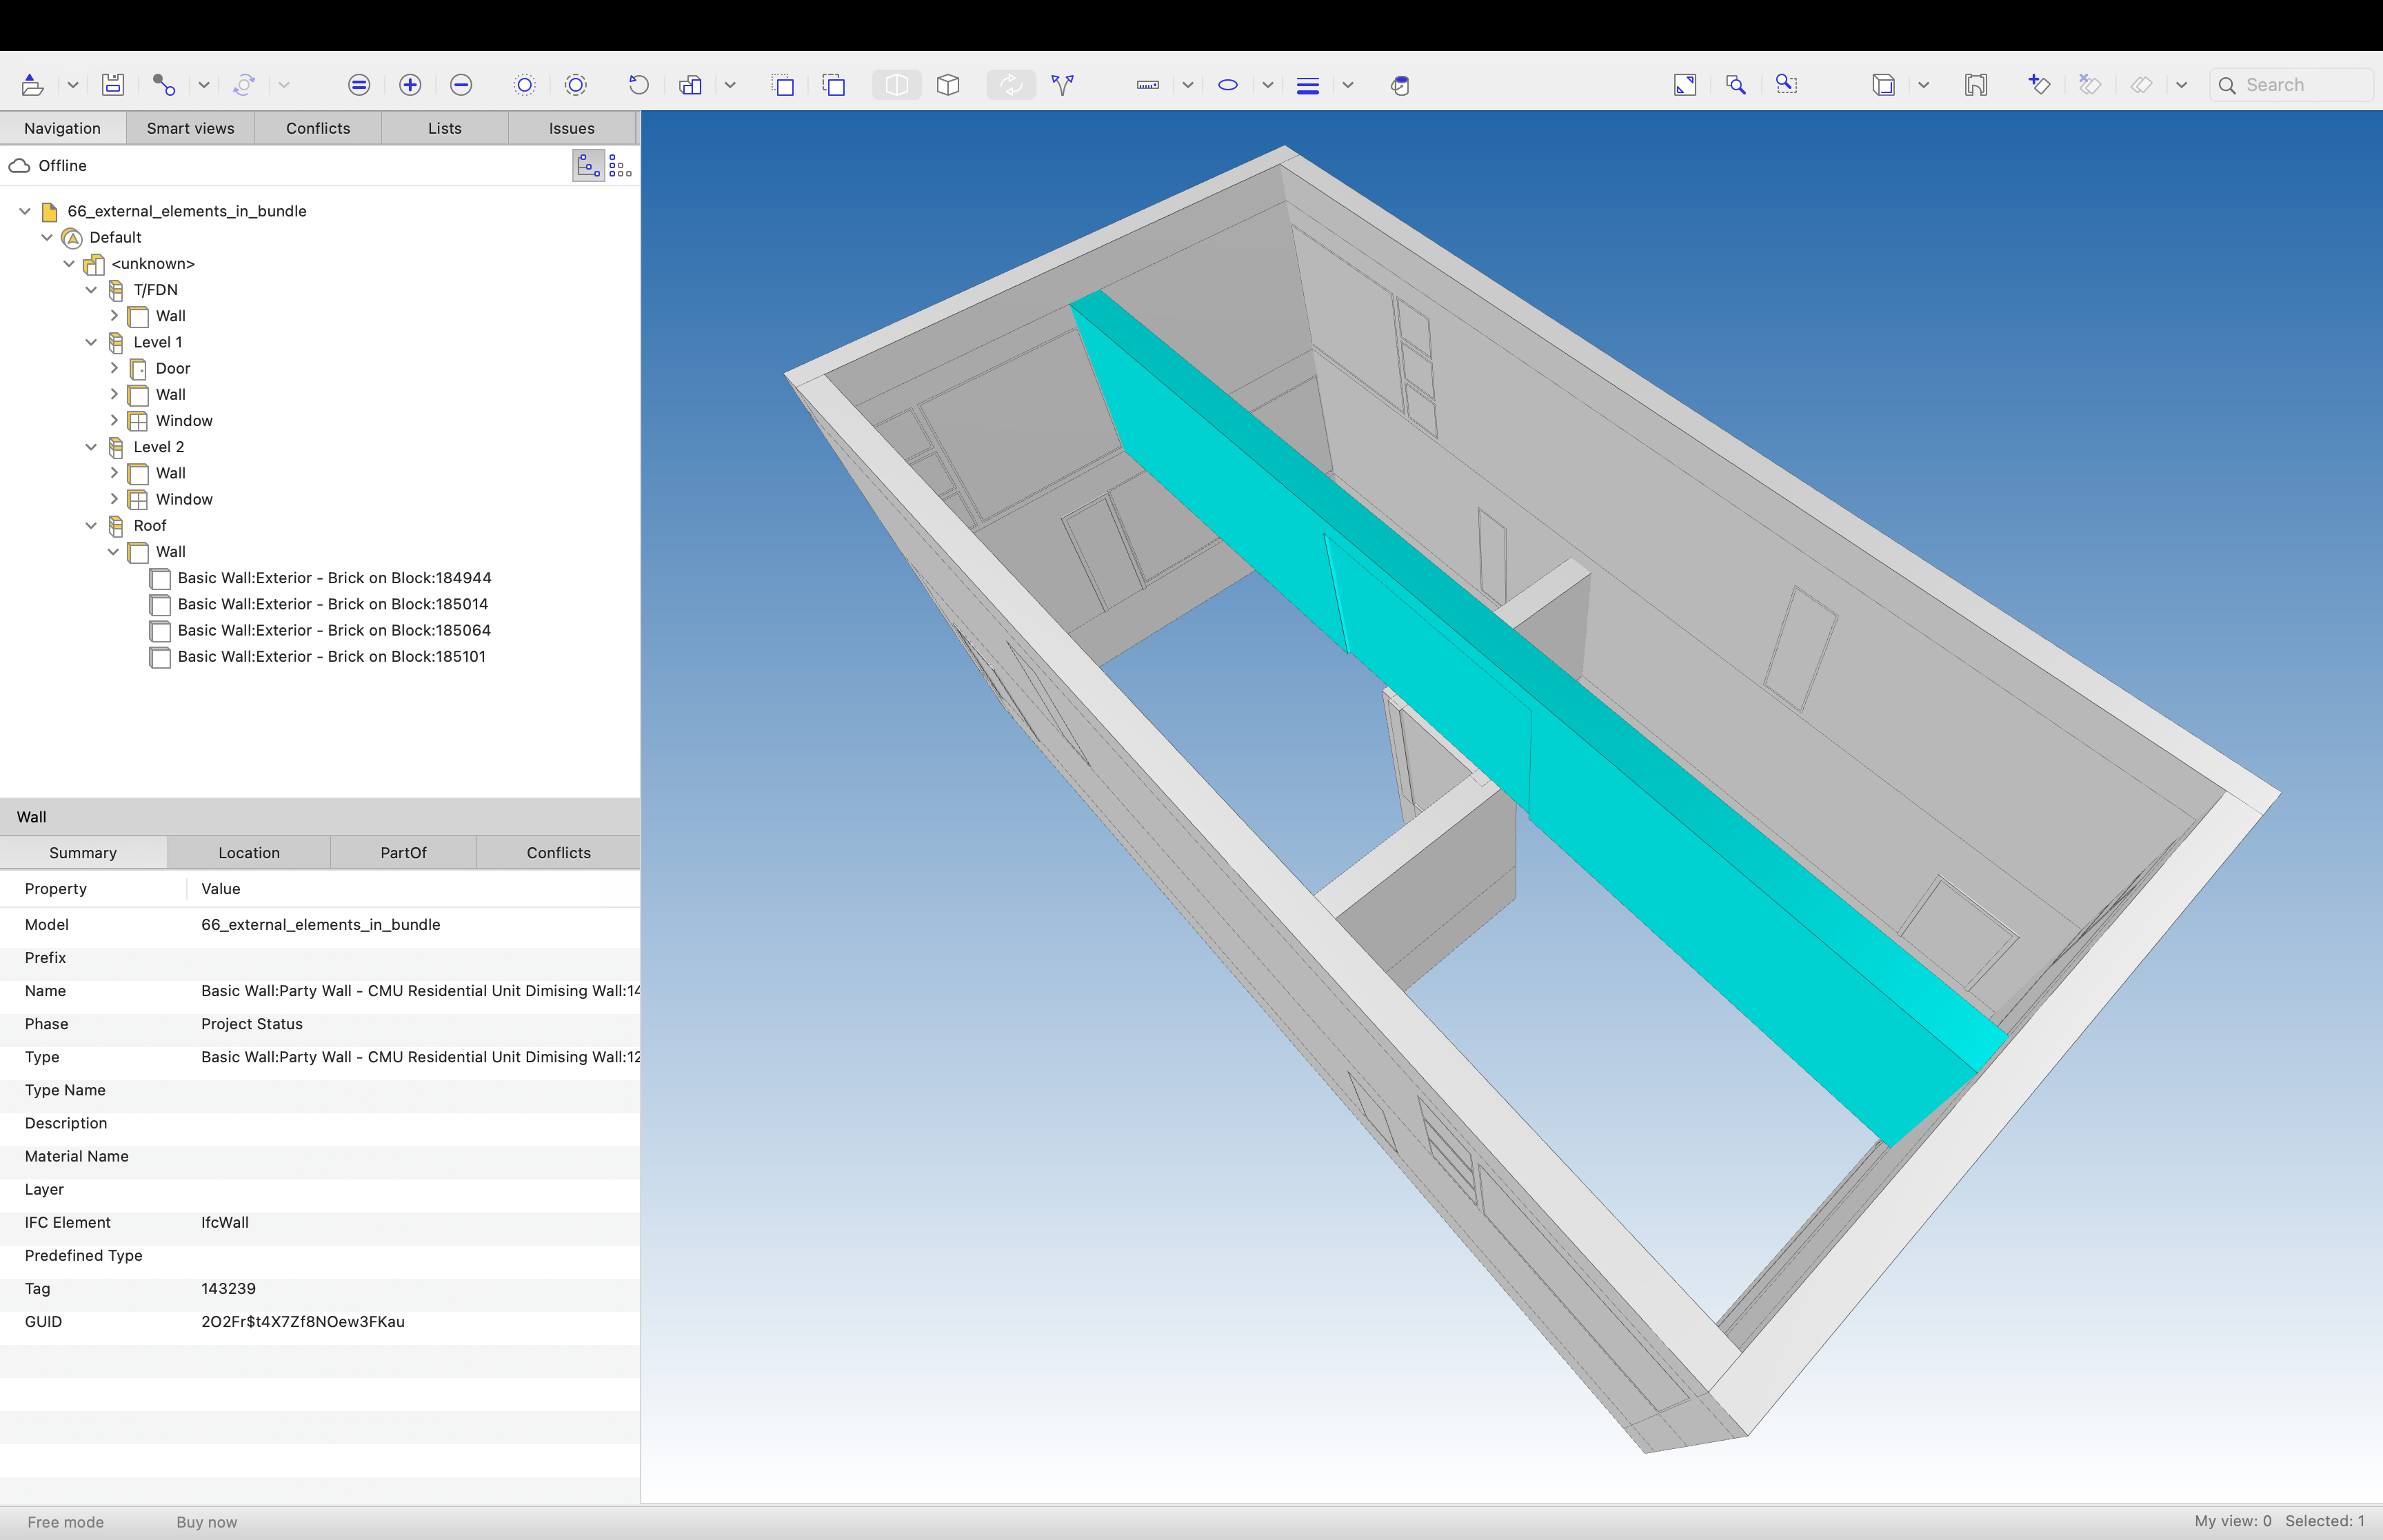 Search
Navigation Smart views Conflicts Lists Issues
Offline
66_external_elements_in_bundle
Default
<unknown>
T/FDN
Wall
Level 1
Door
Wall
Window
Level 2
Wall
Window
Roof
Wall
Basic Wall:Exterior - Brick on Block:184944
Basic Wall:Exterior - Brick on Block:185014
Basic Wall:Exterior - Brick on Block:185064
Basic Wall:Exterior - Brick on Block:185101
Wall
Summary Location PartOf Conflicts
Property Value
Model 66_external_elements_in_bundle
Prefix
Name Basic Wall:Party Wall - CMU Residential Unit Dimising Wall:14
Phase Project Status
Type Basic Wall:Party Wall - CMU Residential Unit Dimising Wall:12
Type Name
Description
Material Name
Layer
IFC Element IfcWall
Predefined Type
Tag 143239
GUID 2O2Fr$t4X7Zf8NOew3FKau
Free mode Buy now My view: 0 Selected: 1